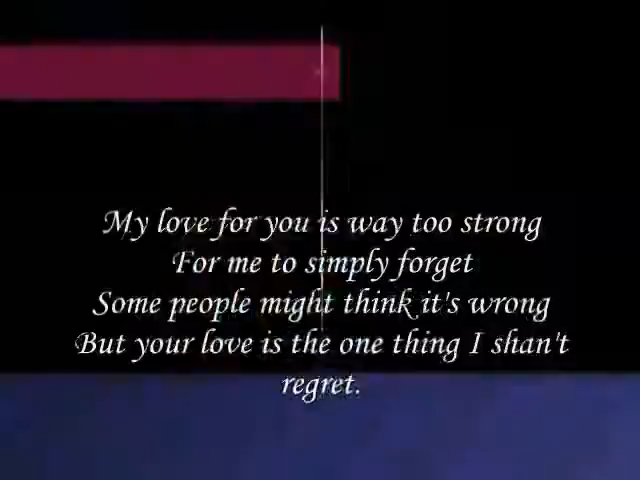 My love for you is way too strong
For me to simply forget
Some people might think it's wrong
But your love is the one thing I shan't
regret.